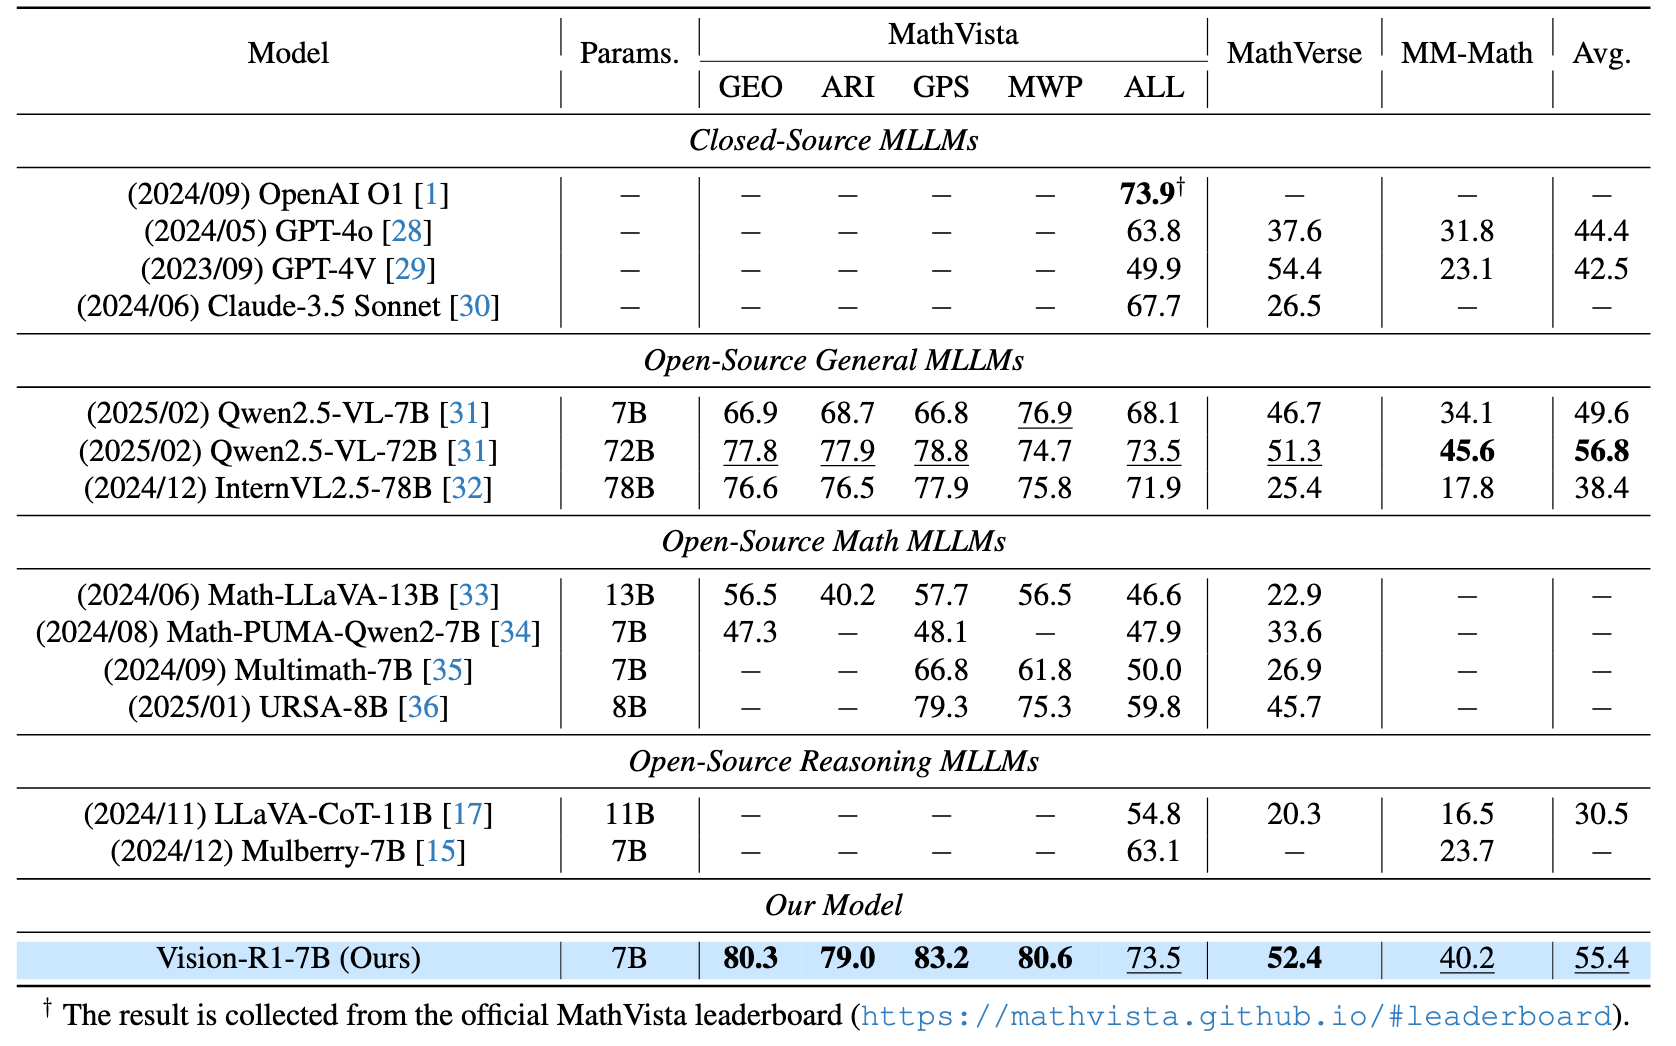 Model Params. MathVista MathVerse MM-Math Avg.
GEO ARI GPS MWP ALL
Closed-Source MLLMs
(2024/09) OpenAI O1 [1] – – – – – 73.9† – – –
(2024/05) GPT-4o [28] – – – – – 63.8 37.6 31.8 44.4
(2023/09) GPT-4V [29] – – – – – 49.9 54.4 23.1 42.5
(2024/06) Claude-3.5 Sonnet [30] – – – – – 67.7 26.5 – –
Open-Source General MLLMs
(2025/02) Qwen2.5-VL-7B [31] 7B 66.9 68.7 66.8 76.9 68.1 46.7 34.1 49.6
(2025/02) Qwen2.5-VL-72B [31] 72B 77.8 77.9 78.8 74.7 73.5 51.3 45.6 56.8
(2024/12) InternVL2.5-78B [32] 78B 76.6 76.5 77.9 75.8 71.9 25.4 17.8 38.4
Open-Source Math MLLMs
(2024/06) Math-LLaVA-13B [33] 13B 56.5 40.2 57.7 56.5 46.6 22.9 – –
(2024/08) Math-PUMA-Qwen2-7B [34] 7B 47.3 – 48.1 – 47.9 33.6 – –
(2024/09) Multimath-7B [35] 7B – – 66.8 61.8 50.0 26.9 – –
(2025/01) URSA-8B [36] 8B – – 79.3 75.3 59.8 45.7 – –
Open-Source Reasoning MLLMs
(2024/11) LLaVA-CoT-11B [17] 11B – – – – 54.8 20.3 16.5 30.5
(2024/12) Mulberry-7B [15] 7B – – – – 63.1 – 23.7 –
Our Model
Vision-R1-7B (Ours) 7B 80.3 79.0 83.2 80.6 73.5 52.4 40.2 55.4
† The result is collected from the official MathVista leaderboard (https://mathvista.github.io/#leaderboard).